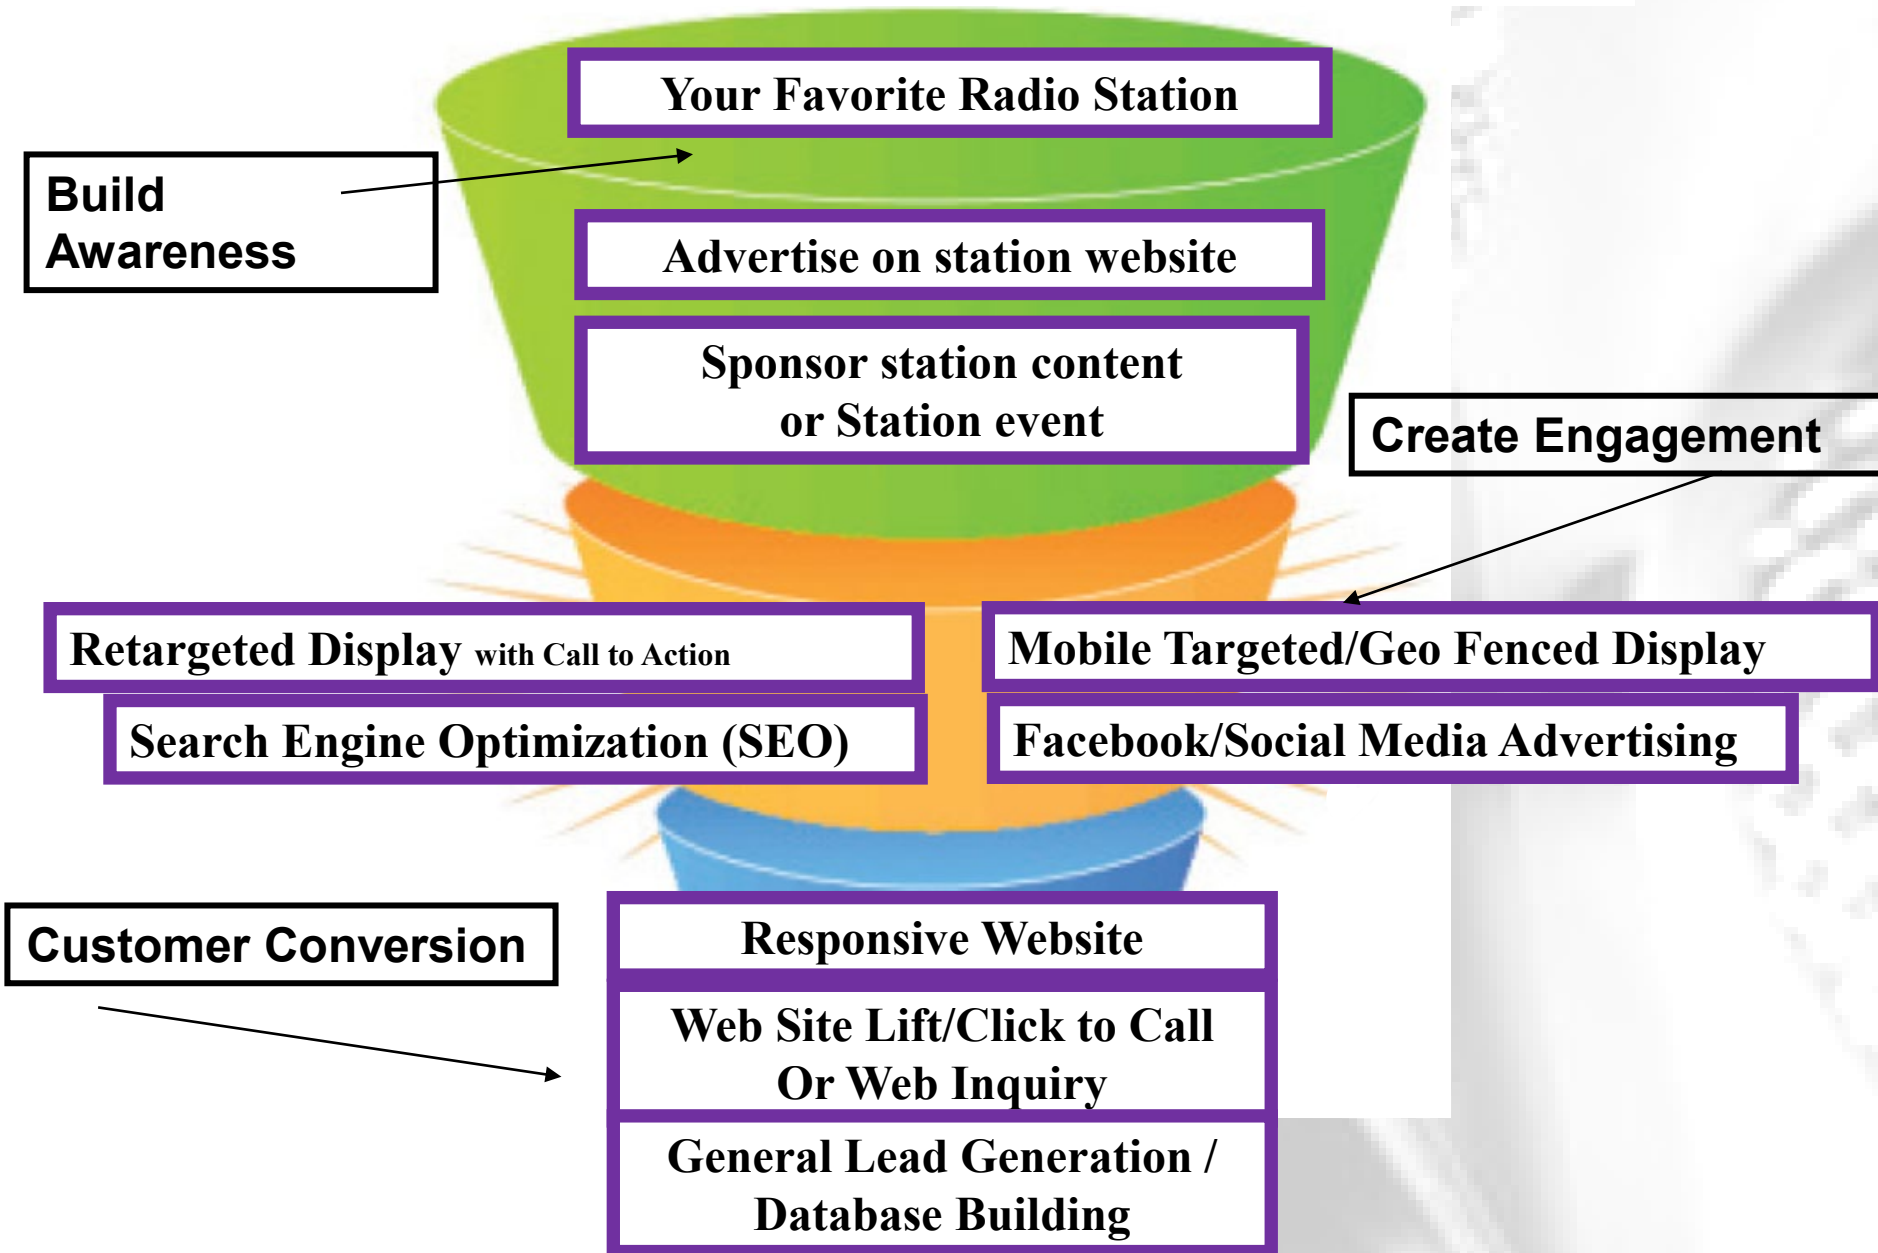 Your Favorite Radio Station
Build
Awareness
Advertise on station website
Sponsor station content
or Station event
Create Engagement
Retargeted Display with Call to Action
Mobile Targeted/Geo Fenced Display
Search Engine Optimization (SEO)
Facebook/Social Media Advertising
Customer Conversion
Responsive Website
Web Site Lift/Click to Call
Or Web Inquiry
General Lead Generation /
Database Building